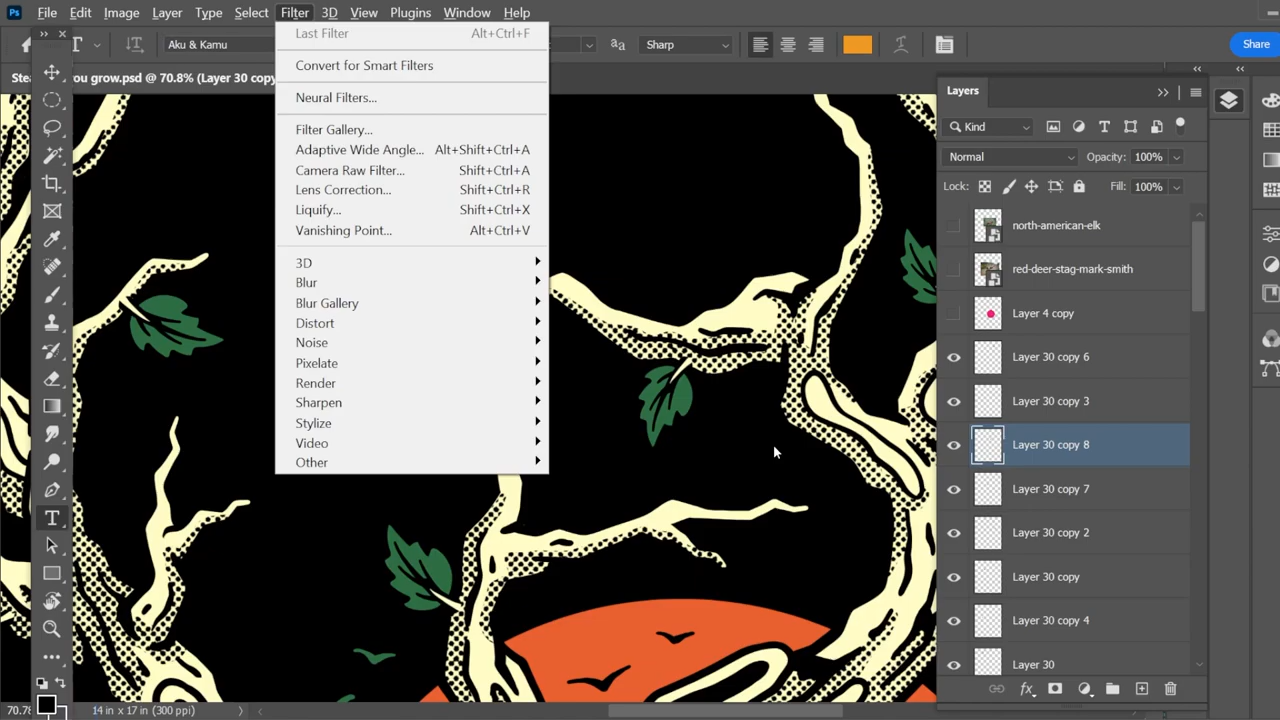 Ps File Edit Image Layer Type Select Filter 3D View Plugins Window Help
Aku & Kamu Sharp Share
you grow.psd @ 70.8% (Layer 30 copy
Last Filter Alt+Ctrl+F
Convert for Smart Filters
Neural Filters...
Filter Gallery...
Adaptive Wide Angle... Alt+Shift+Ctrl+A
Camera Raw Filter... Shift+Ctrl+A
Lens Correction... Shift+Ctrl+R
Liquify... Shift+Ctrl+X
Vanishing Point... Alt+Ctrl+V
3D
Blur
Blur Gallery
Distort
Noise
Pixelate
Render
Sharpen
Stylize
Video
Other
Layers
Kind
Normal Opacity: 100%
Lock: Fill: 100%
north-american-elk
red-deer-stag-mark-smith
Layer 4 copy
Layer 30 copy 6
Layer 30 copy 3
Layer 30 copy 8
Layer 30 copy 7
Layer 30 copy 2
Layer 30 copy
Layer 30 copy 4
Layer 30
fx
14 in x 17 in (300 ppi)